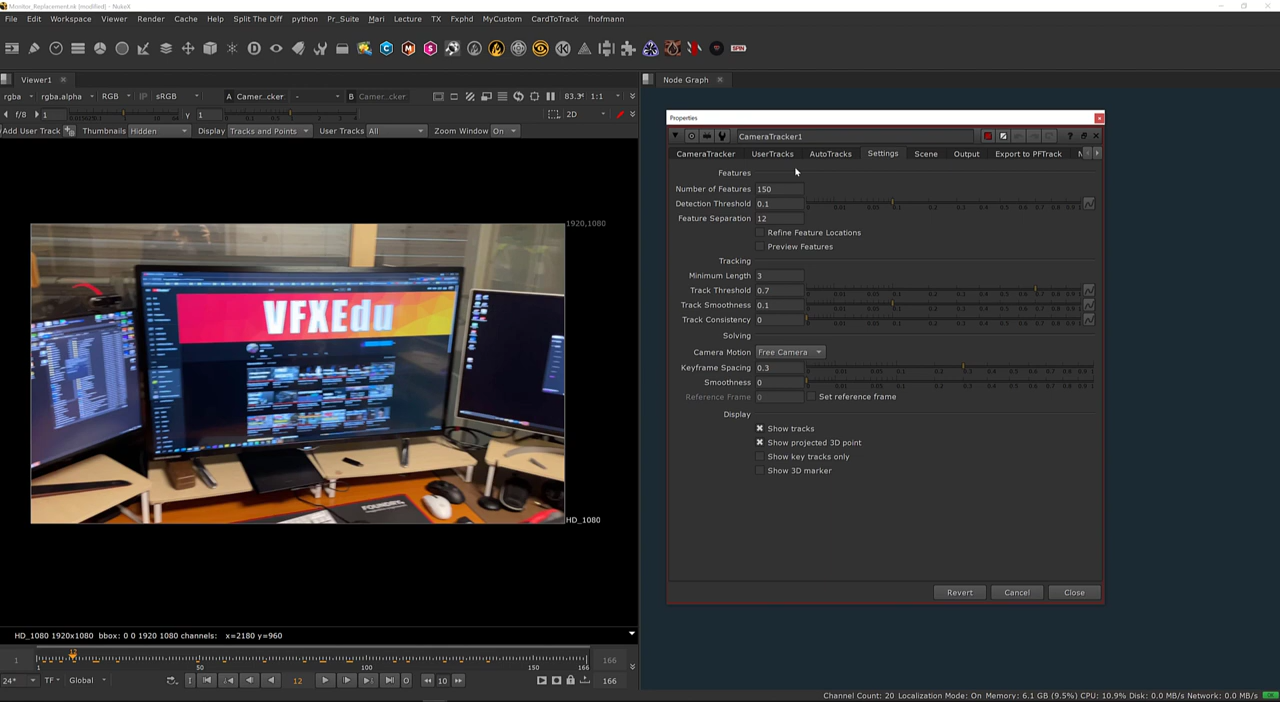 Monitor_Replacement.nk [modified] - NukeX
File Edit Workspace Viewer Render Cache Help Split The Diff python Pr_Suite Mari Lecture TX Fxphd MyCustom CardToTrack fhofmann
Viewer1
Node Graph
rgba rgba.alpha RGB IP sRGB A Camer...cker - B Camer...cker 83.3% 1:1
f/8 1 Y 1 2D
Add User Track Thumbnails Hidden Display Tracks and Points User Tracks All Zoom Window On
1920,1080
VFXEdu
FOUNDRY.
HD_1080
HD_1080 1920x1080 bbox: 0 0 1920 1080 channels: x=2180 y=960
1 12 166
1 50 100 150 166
24* TF Global 12 10 166
Properties
CameraTracker1
CameraTracker UserTracks AutoTracks Settings Scene Output Export to PFTrack
Features
Number of Features 150
Detection Threshold 0.1
Feature Separation 12
Refine Feature Locations
Preview Features
Tracking
Minimum Length 3
Track Threshold 0.7
Track Smoothness 0.1
Track Consistency 0
Solving
Camera Motion Free Camera
Keyframe Spacing 0.3
Smoothness 0
Reference Frame 0 Set reference frame
Display
Show tracks
Show projected 3D point
Show key tracks only
Show 3D marker
Revert Cancel Close
Channel Count: 20 Localization Mode: On Memory: 6.1 GB (9.5%) CPU: 10.9% Disk: 0.0 MB/s Network: 0.0 MB/s